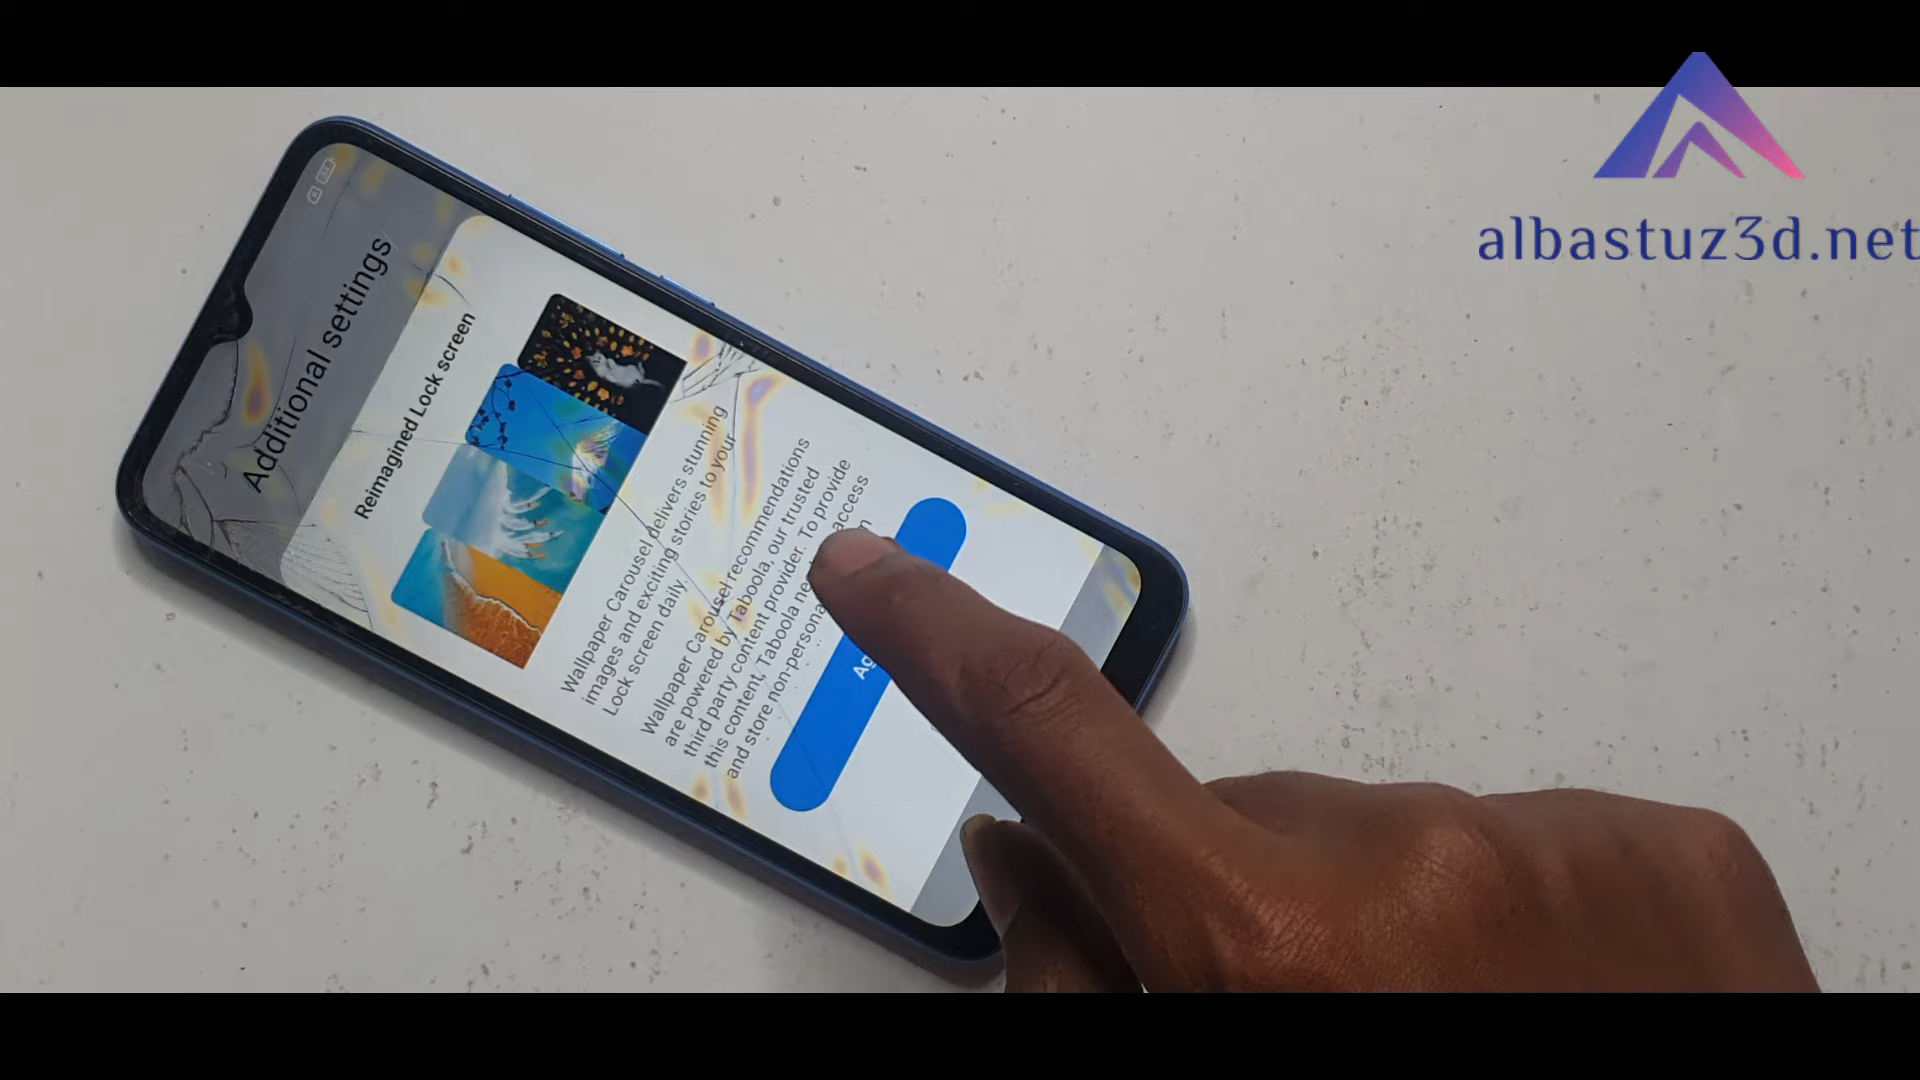 albastuz3d.net
Additional settings
Reimagined Lock screen
Wallpaper Carousel delivers stunning
images and exciting stories to your
Lock screen daily.
Wallpaper Carousel recommendations
are powered by Taboola, our trusted
third party content provider. To provide
this content, Taboola access
and store non-persona
Ag